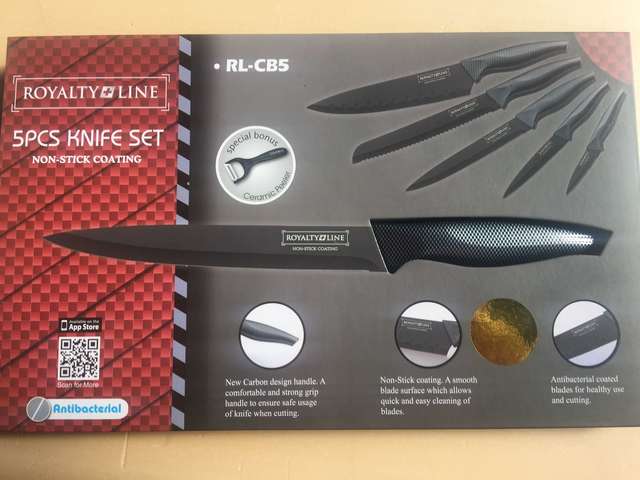 • RL-CB5
ROYALTY LINE
5PCS KNIFE SET
NON-STICK COATING
special bonus
Ceramic Peeler
ROYALTY LINE
NON-STICK COATING
Available on the
App Store
Scan for More
Antibacterial
New Carbon design handle. A
comfortable and strong grip
handle to ensure safe usage
of knife when cutting.
Non-Stick coating. A smooth
blade surface which allows
quick and easy cleaning of
blades.
Antibacterial coated
blades for healthy use
and cutting.